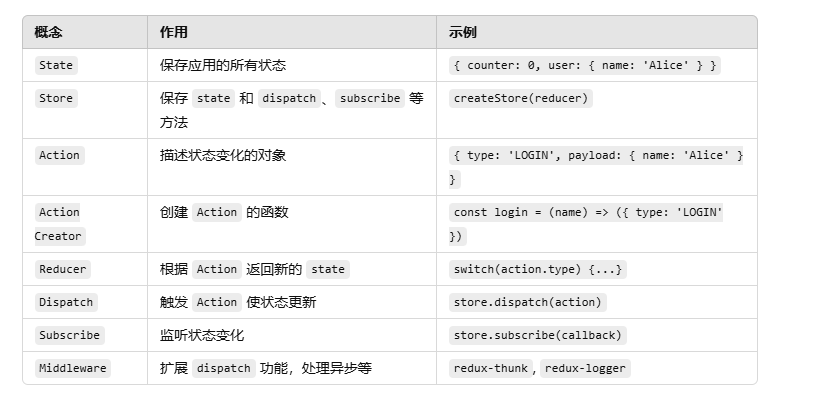 概念 作用 示例
State 保存应用的所有状态 { counter: 0, user: { name: 'Alice' } }
Store 保存 state 和 dispatch、subscribe 等 createStore(reducer)
方法
Action 描述状态变化的对象 { type: 'LOGIN', payload: { name: 'Alice' }
}
Action 创建 Action 的函数 const login = (name) => ({ type: 'LOGIN'
Creator })
Reducer 根据 Action 返回新的 state switch(action.type) {...}
Dispatch 触发 Action 使状态更新 store.dispatch(action)
Subscribe 监听状态变化 store.subscribe(callback)
Middleware 扩展 dispatch 功能，处理异步等 redux-thunk, redux-logger